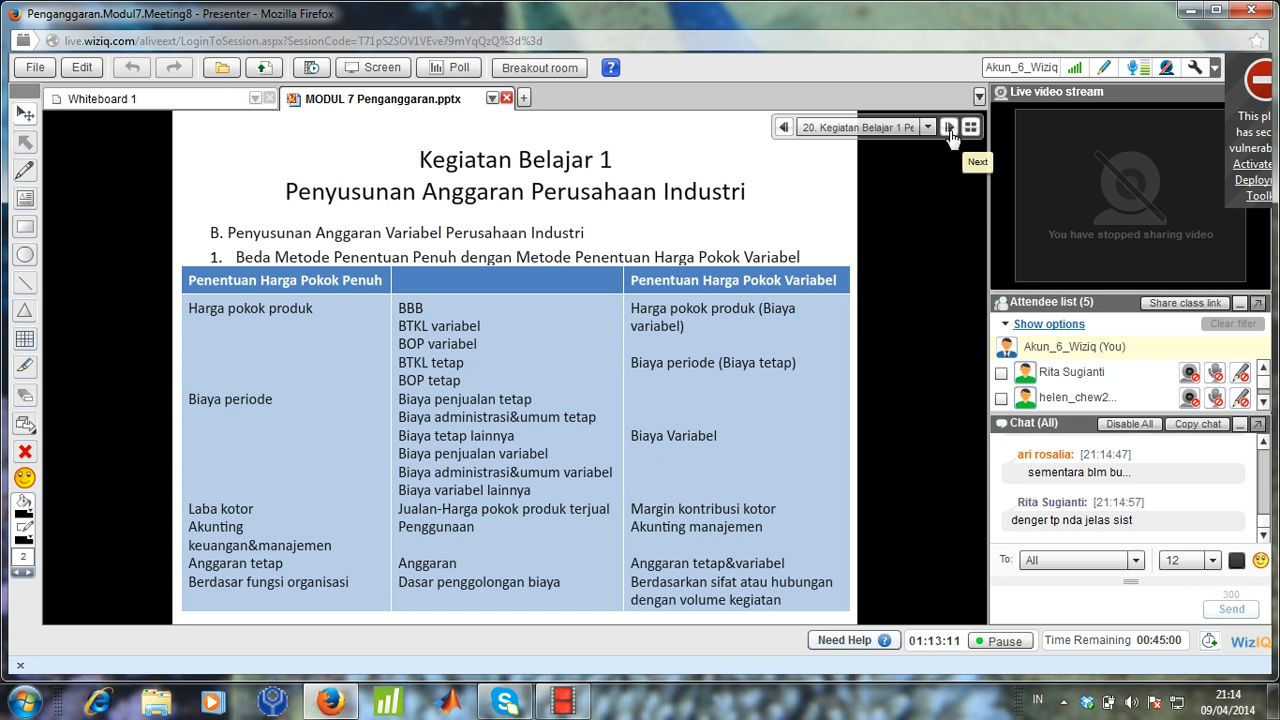 Penganggaran.Modul7.Meeting8 - Presenter - Mozilla Firefox
live.wiziq.com/aliveext/LoginToSession.aspx?SessionCode=T71pS2SOV1VEve79mYqQzQ%3d%3d
File Edit Screen Poll Breakout room ? Akun_6_Wiziq
Whiteboard 1 MODUL 7 Penganggaran.pptx +
20. Kegiatan Belajar 1 Pe
Next
Kegiatan Belajar 1
Penyusunan Anggaran Perusahaan Industri
B. Penyusunan Anggaran Variabel Perusahaan Industri
1. Beda Metode Penentuan Penuh dengan Metode Penentuan Harga Pokok Variabel
Penentuan Harga Pokok Penuh Penentuan Harga Pokok Variabel
Harga pokok produk BBB Harga pokok produk (Biaya
BTKL variabel variabel)
BOP variabel
BTKL tetap Biaya periode (Biaya tetap)
BOP tetap
Biaya periode Biaya penjualan tetap
Biaya administrasi&umum tetap
Biaya tetap lainnya Biaya Variabel
Biaya penjualan variabel
Biaya administrasi&umum variabel
Biaya variabel lainnya
Laba kotor Jualan-Harga pokok produk terjual Margin kontribusi kotor
Akunting Penggunaan Akunting manajemen
keuangan&manajemen
Anggaran tetap Anggaran Anggaran tetap&variabel
Berdasar fungsi organisasi Dasar penggolongan biaya Berdasarkan sifat atau hubungan
dengan volume kegiatan
Live video stream
You have stopped sharing video
This pl
has sec
vulnerab
Activate
Deploym
Toolk
Attendee list (5) Share class link
Show options Clear filter
Akun_6_Wiziq (You)
Rita Sugianti
helen_chew2...
Chat (All) Disable All Copy chat
ari rosalia: [21:14:47]
sementara blm bu...
Rita Sugianti: [21:14:57]
denger tp nda jelas sist
To: All 12
300
Send
2
Need Help ? 01:13:11 Pause Time Remaining 00:45:00 WizIQ
x
IN
21:14
09/04/2014